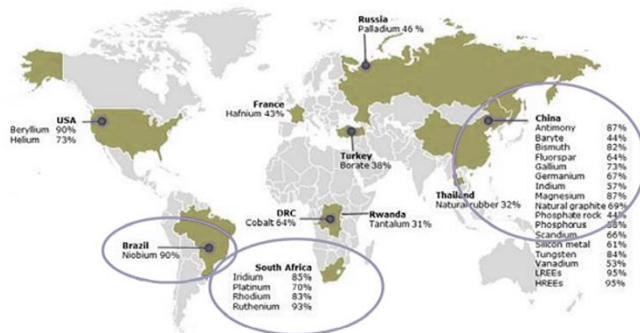 Russia
Palladium 46 %
France
Hafnium 43%
USA
Beryllium 90%
Helium 73%
Turkey
Borate 38%
China
Antimony 87%
Baryte 44%
Bismuth 82%
Fluorspar 64%
Gallium 73%
Germanium 67%
Indium 57%
Magnesium 87%
Natural graphite 69%
Phosphate rock 44%
Phosphorus
Scandium 66%
Silicon metal 61%
Tungsten 84%
Vanadium 53%
LREEs 95%
HREEs 95%
Thailand
Natural rubber 32%
DRC
Cobalt 64%
Rwanda
Tantalum 31%
Brazil
Niobium 90%
South Africa
Iridium 85%
Platinum 70%
Rhodium 83%
Ruthenium 93%